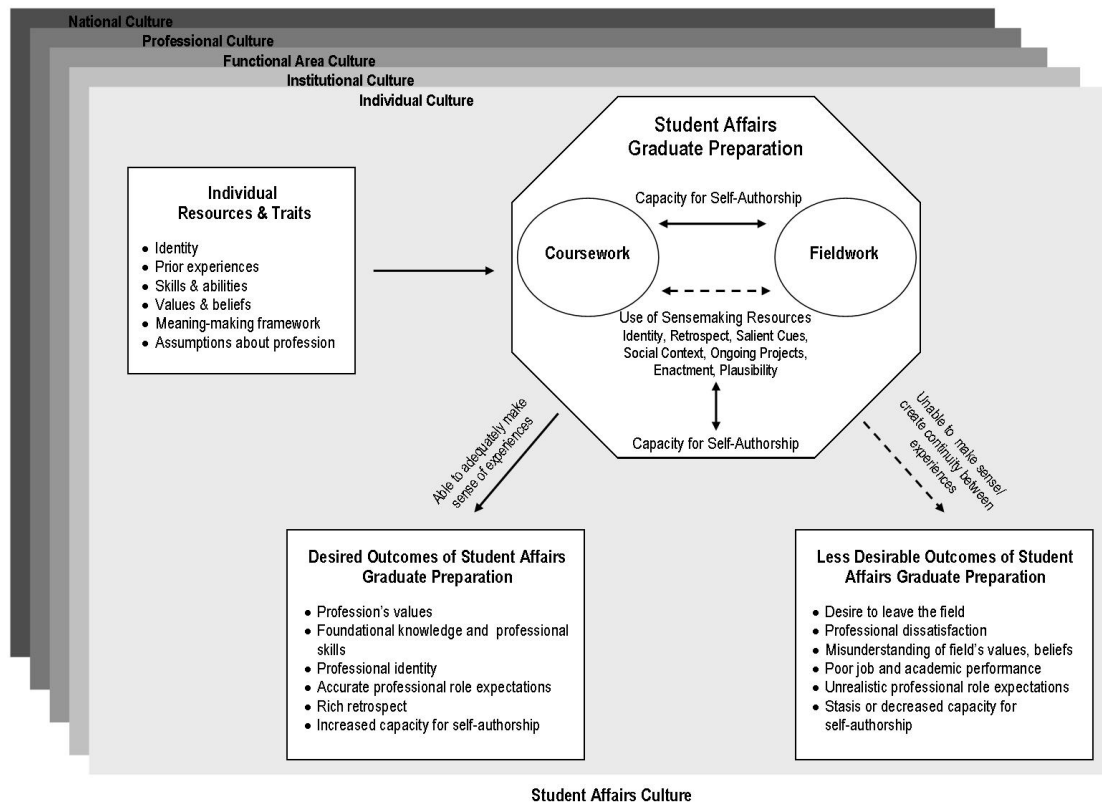 National Culture
Professional Culture
Functional Area Culture
Institutional Culture
Individual Culture
Individual
Resources & Traits
● Identity
● Prior experiences
● Skills & abilities
● Values & beliefs
● Meaning-making framework
● Assumptions about profession
Student Affairs
Graduate Preparation
Capacity for Self-Authorship
Coursework
Fieldwork
Use of Sensemaking Resources
Identity, Retrospect, Salient Cues,
Social Context, Ongoing Projects,
Enactment, Plausibility
Capacity for Self-Authorship
Able to adequately make
sense of experiences
Unable to make sense/
create continuity between
experiences
Desired Outcomes of Student Affairs
Graduate Preparation
● Profession's values
● Foundational knowledge and professional
skills
● Professional identity
● Accurate professional role expectations
● Rich retrospect
● Increased capacity for self-authorship
Less Desirable Outcomes of Student
Affairs Graduate Preparation
● Desire to leave the field
● Professional dissatisfaction
● Misunderstanding of field's values, beliefs
● Poor job and academic performance
● Unrealistic professional role expectations
● Stasis or decreased capacity for
self-authorship
Student Affairs Culture